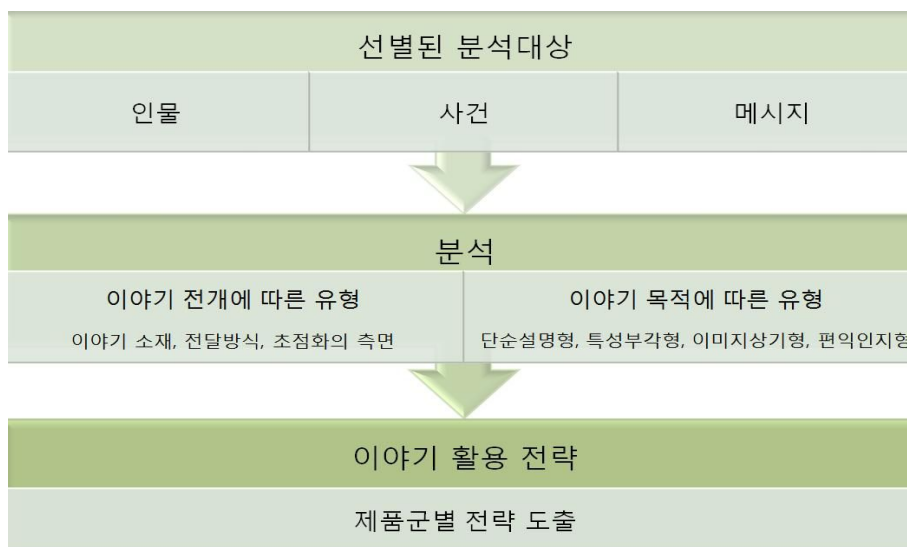 선별된 분석대상
인물 사건 메시지
분석
이야기 전개에 따른 유형 이야기 목적에 따른 유형
이야기 소재, 전달방식, 초점화의 측면 단순설명형, 특성부각형, 이미지상기형, 편익인지형
이야기 활용 전략
제품군별 전략 도출